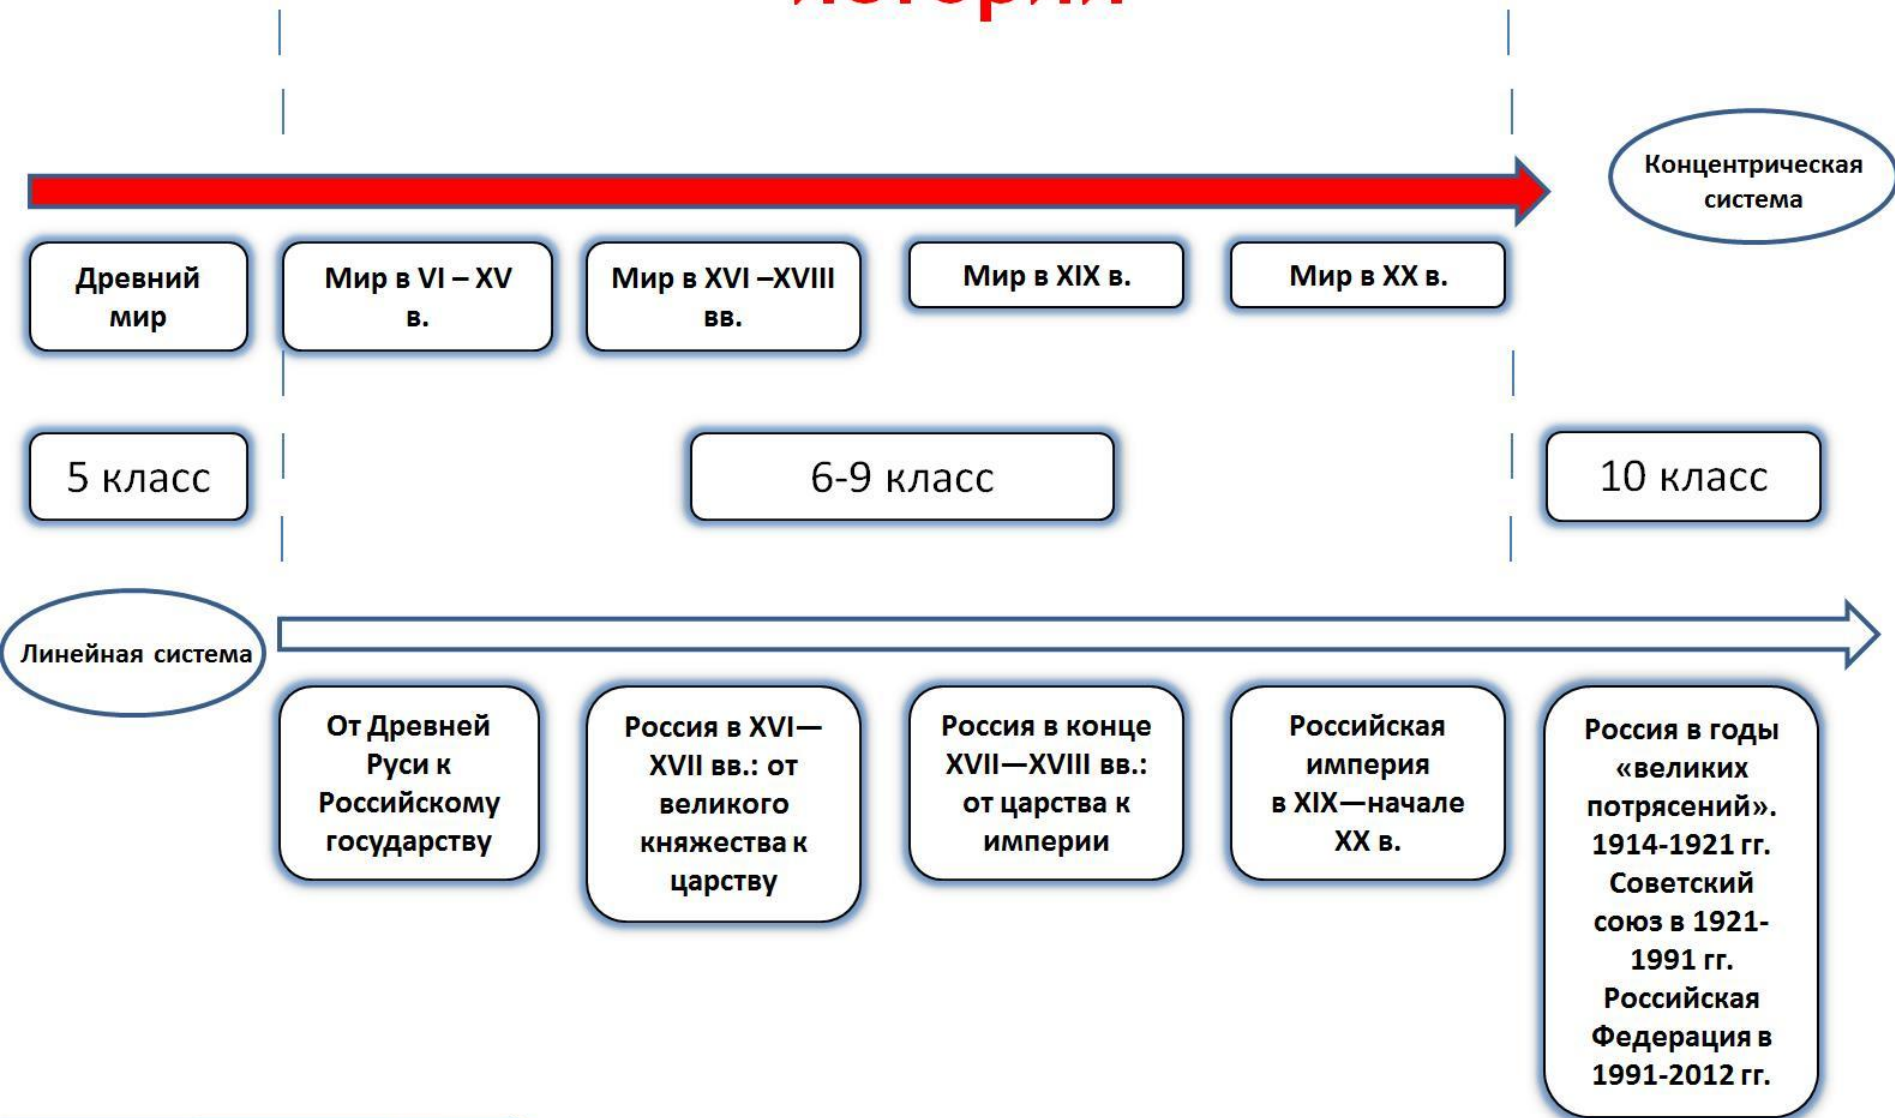 Концентрическая
система
Древний
мир
Мир в VI – XV
в.
Мир в XVI –XVIII
вв.
Мир в XIX в.
Мир в XX в.
5 класс
6-9 класс
10 класс
Линейная система
От Древней
Руси к
Российскому
государству
Россия в XVI—
XVII вв.: от
великого
княжества к
царству
Россия в конце
XVII—XVIII вв.:
от царства к
империи
Российская
империя
в XIX—начале
XX в.
Россия в годы
«великих
потрясений».
1914-1921 гг.
Советский
союз в 1921-
1991 гг.
Российская
Федерация в
1991-2012 гг.